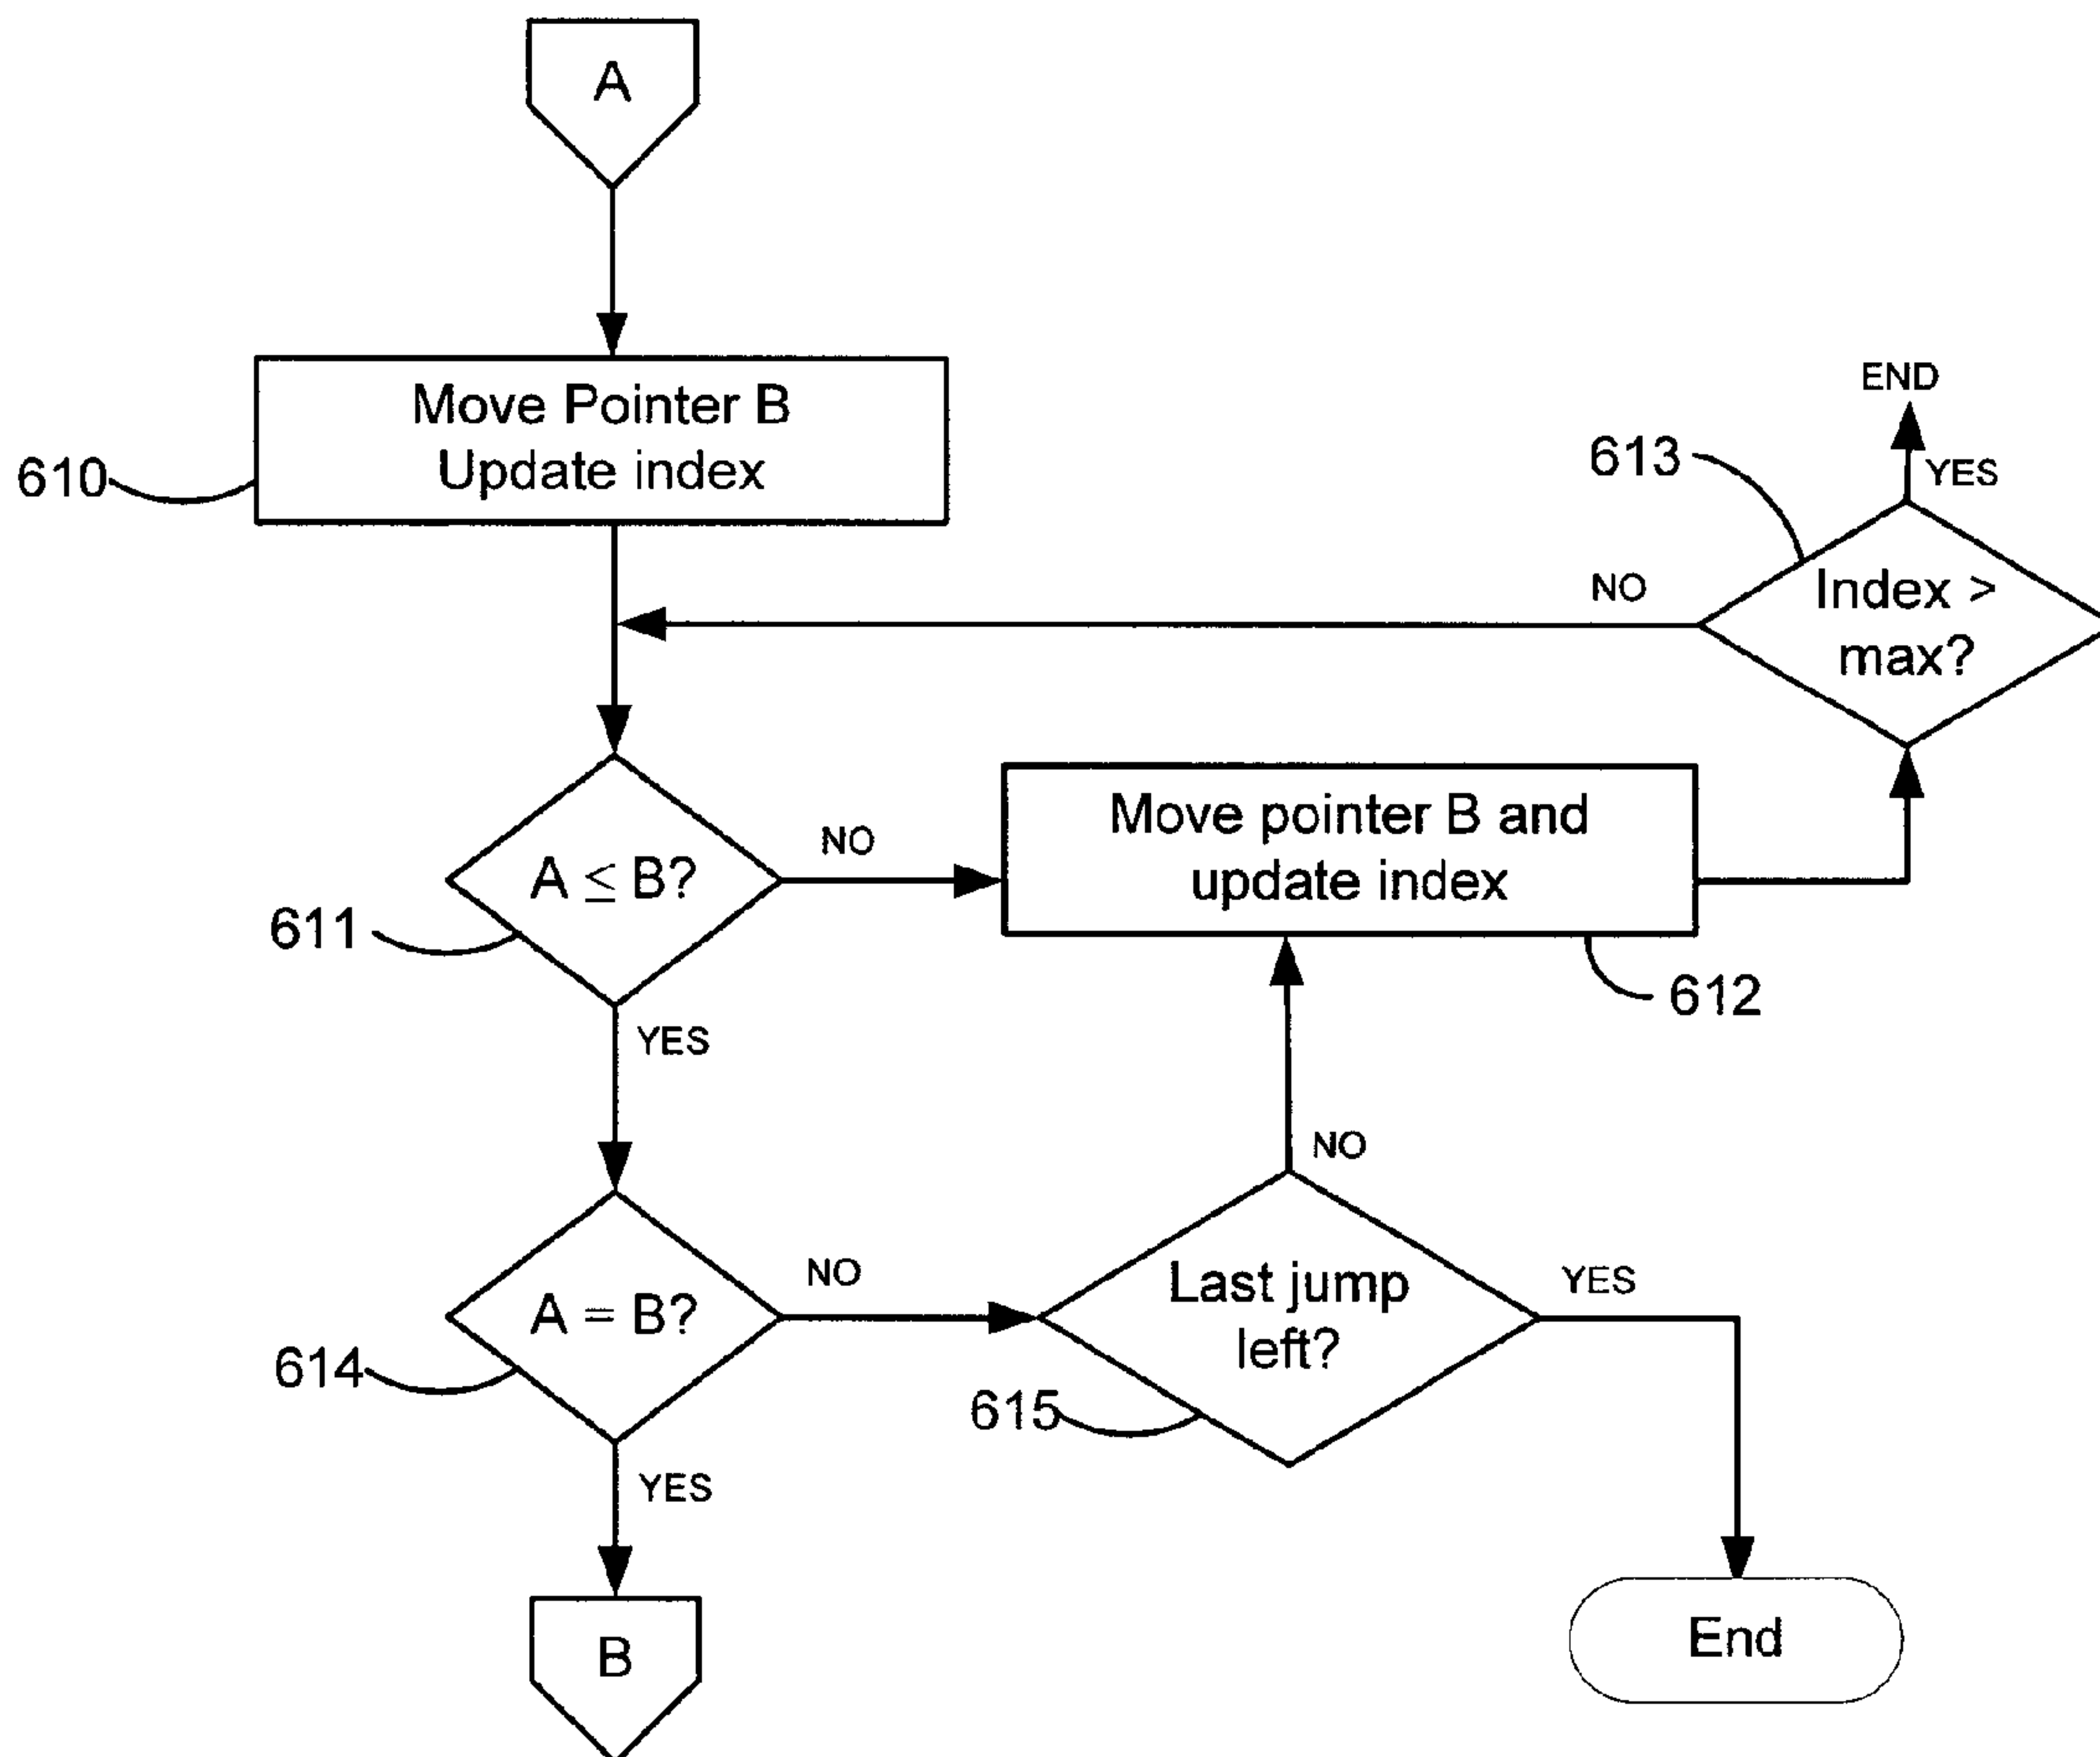 A
Move Pointer B
Update index
610
END
YES
613
Index >
max?
NO
A ≤ B?
611
NO
Move pointer B and
update index
612
YES
NO
A = B?
614
NO
Last jump
left?
615
YES
YES
B
End